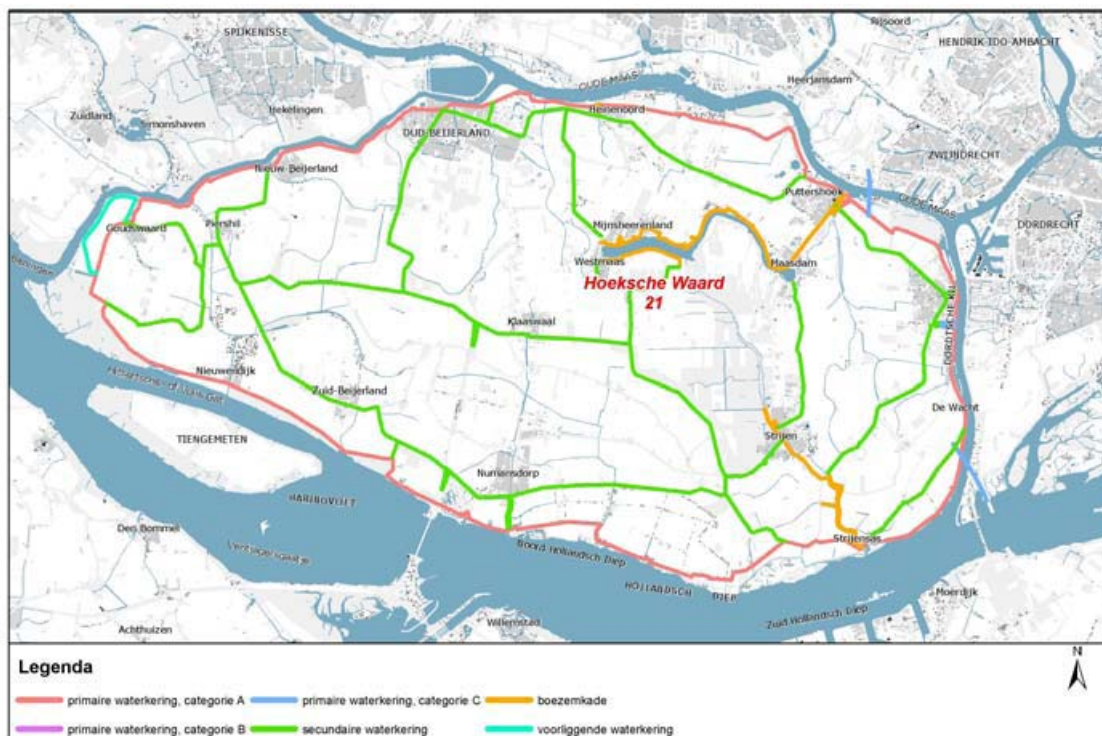 SPIJKENISSE
Rijsoord
HENDRIK-IDO-AMBACHT
OUDE MAAS
Heerjansdam
Hekelingen
Zuidland
Simonshaven
Heinenoord
OUD-BEIJERLAND
ZWIJNDRECHT
Nieuw-Beijerland
Puttershoek
OUDE MAAS
DORDRECHT
Goudswaard
Piershil
Mijnsheerenland
Westmaas
Maasdam
Hoeksche Waard
21
DORDTSCHE KIL
Klaaswaal
Nieuwendijk
Zuid-Beijerland
De Wacht
TIENGEMETEN
Strijen
Numansdorp
HARINGVLIET
Den Bommel
Strijensas
Noord Hollandsch Diep
HOLLANDSCH DIEP
Moerdijk
Zuid Hollandsch Diep
Achthuizen
Willemstad
N
Legenda
primaire waterkering, categorie A primaire waterkering, categorie C boezemkade
primaire waterkering, categorie B secundaire waterkering voorliggende waterkering